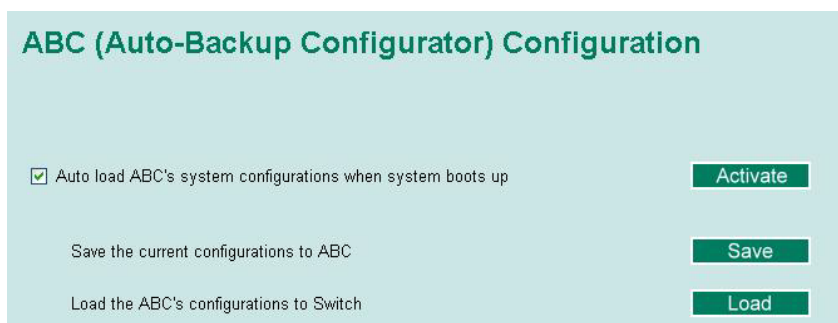 ABC (Auto-Backup Configurator) Configuration
Auto load ABC's system configurations when system boots up Activate
Save the current configurations to ABC Save
Load the ABC's configurations to Switch Load